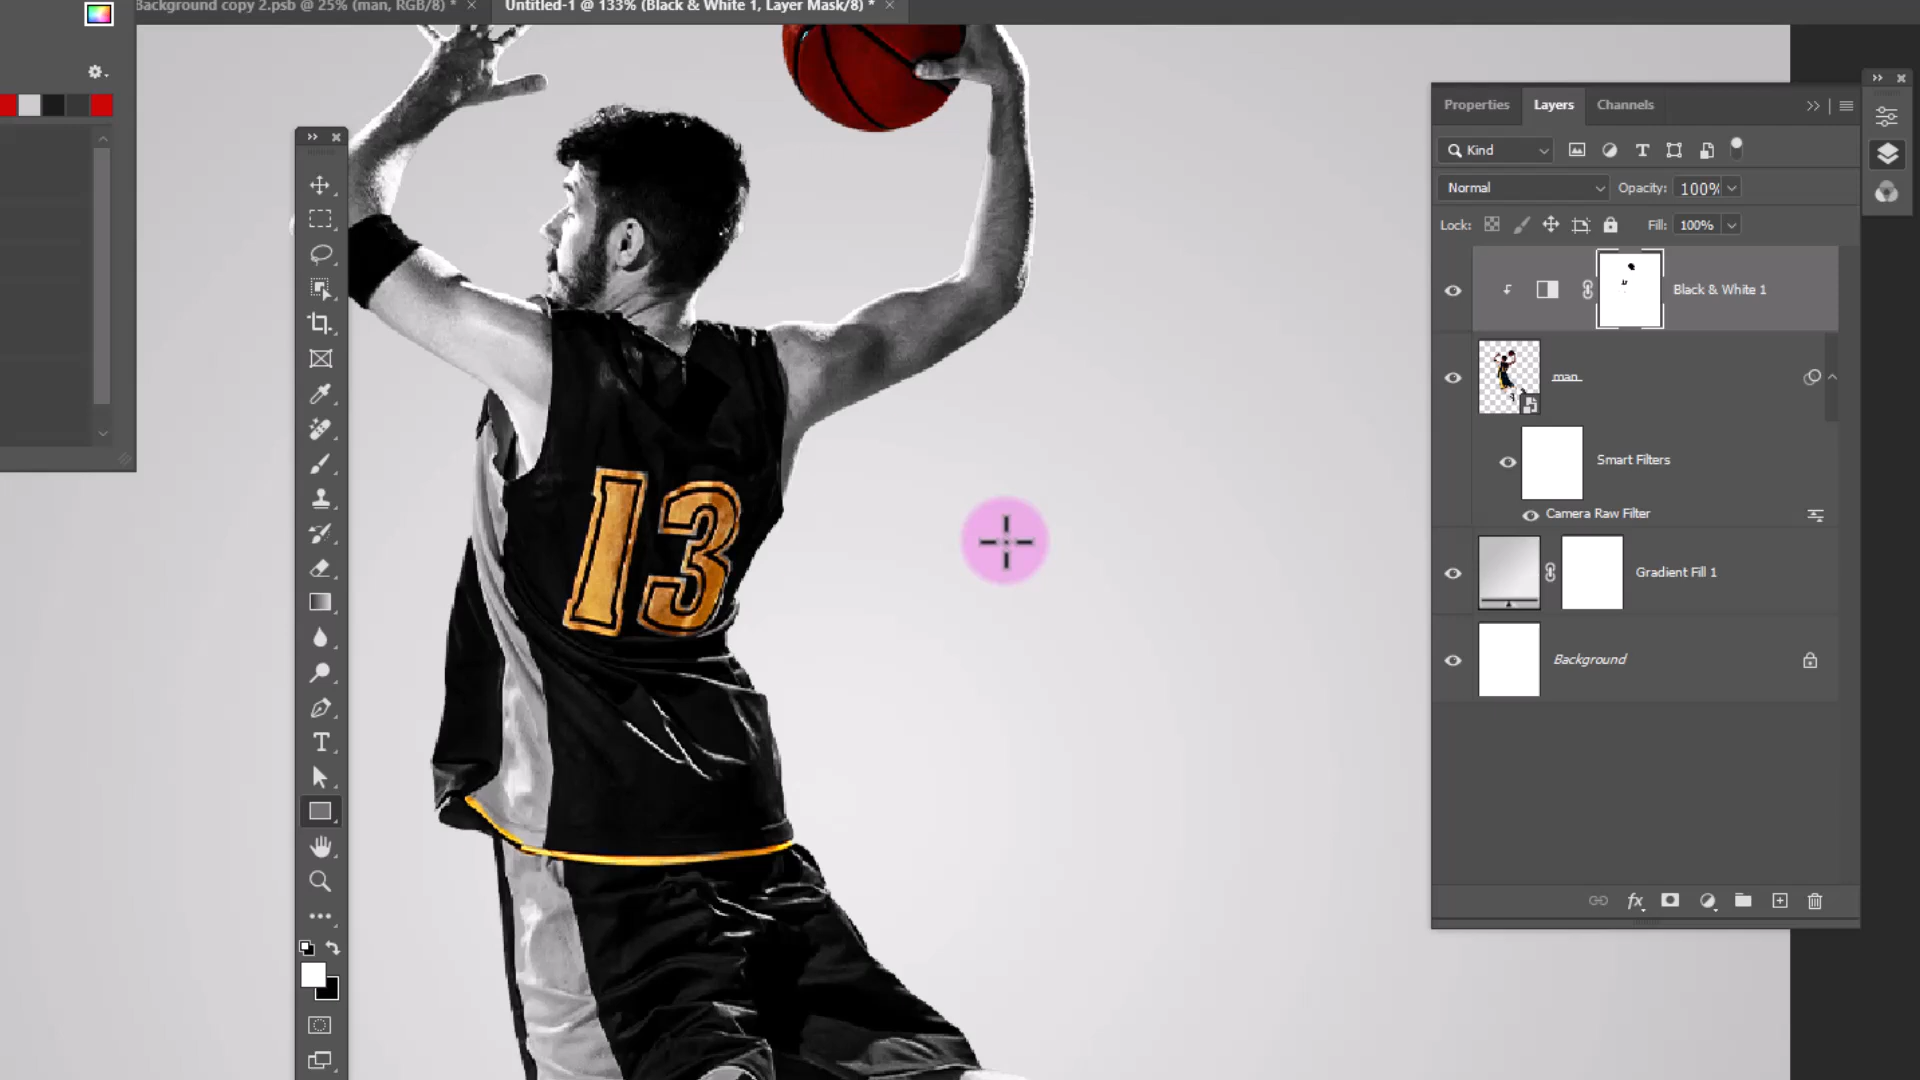 Background copy 2.psb @ 25% (man, RGB/8) *
Untitled-1 @ 133% (Black & White 1, Layer Mask/8) *
Properties
Layers
Channels
Kind
Normal
Opacity: 100%
Lock:
Fill: 100%
Black & White 1
man
Smart Filters
Camera Raw Filter
Gradient Fill 1
Background
fx
13